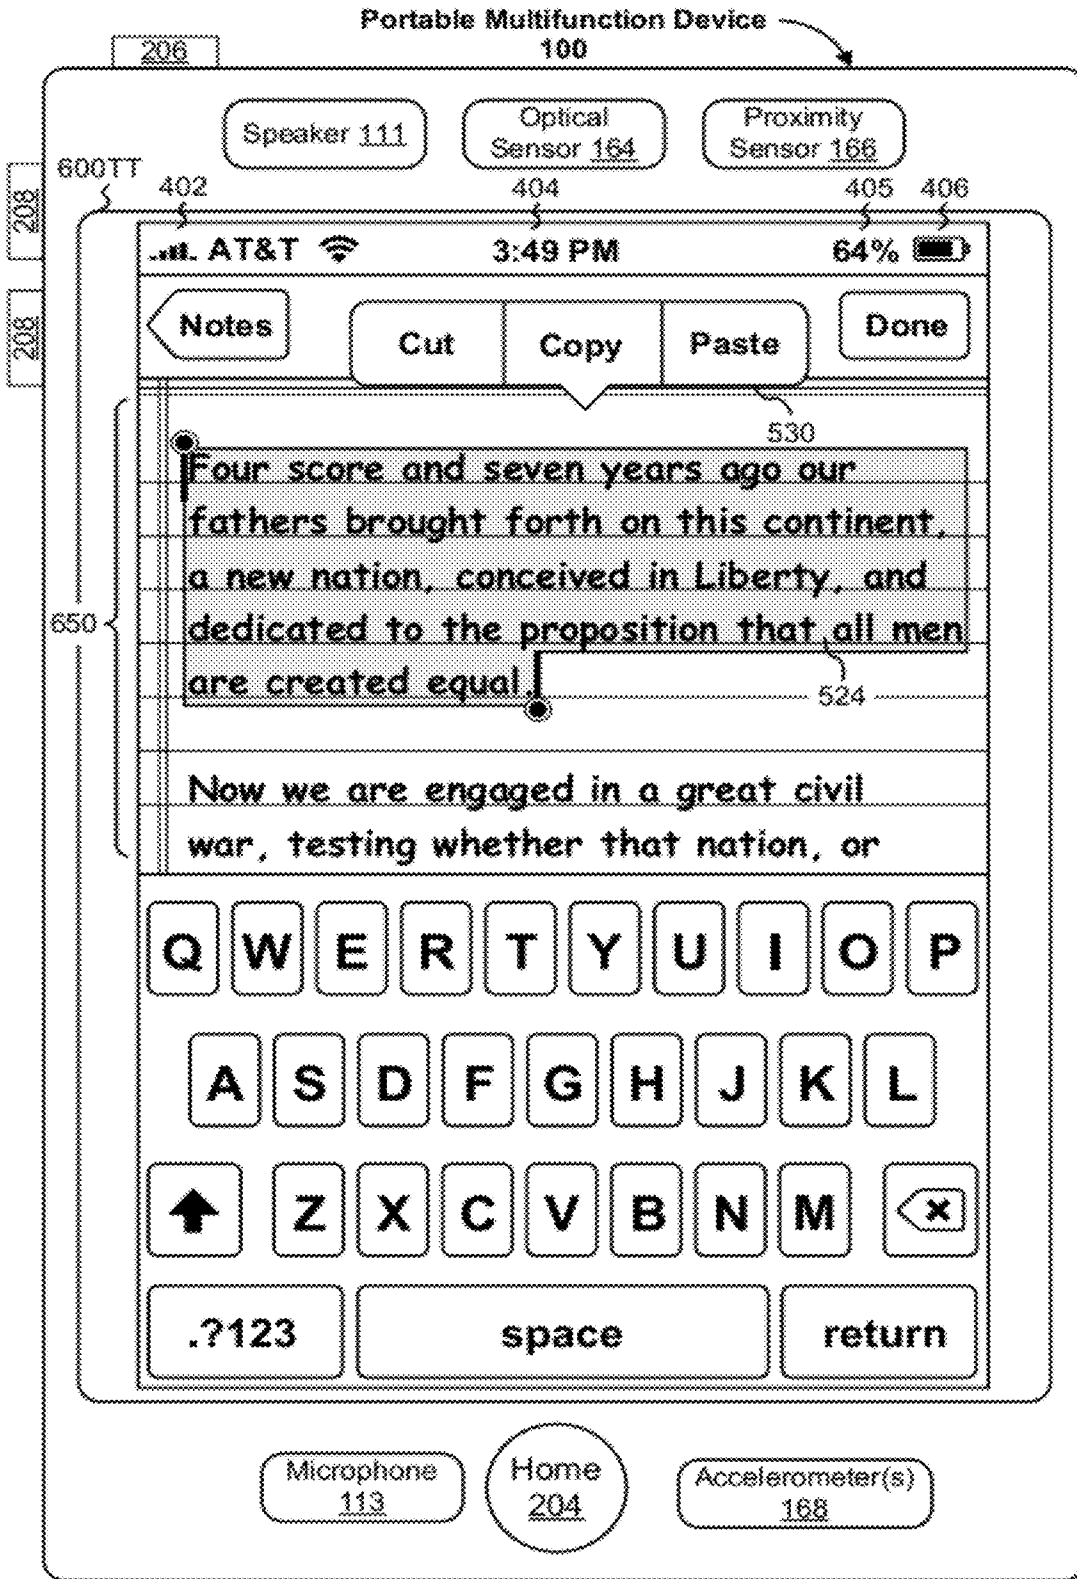 Portable Multifunction Device
100
206
Speaker 111
Optical
Sensor 164
Proximity
Sensor 166
208
208
600TT
402
404
405
406
AT&T
3:49 PM
64%
Notes
Cut
Copy
Paste
Done
530
650
Four score and seven years ago our
fathers brought forth on this continent,
a new nation, conceived in Liberty, and
dedicated to the proposition that all men
are created equal.
524
Now we are engaged in a great civil
war, testing whether that nation, or
Q W E R T Y U I O P
A S D F G H J K L
Z X C V B N M
.?123
space
return
Microphone
113
Home
204
Accelerometer(s)
168